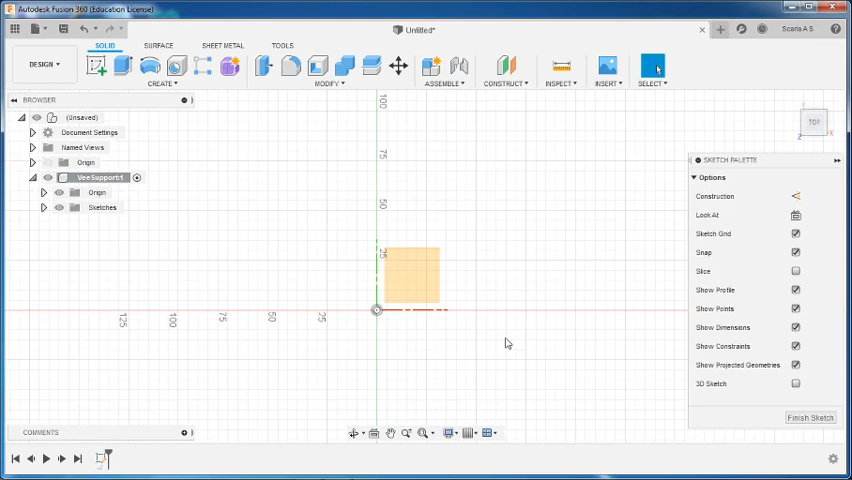 Autodesk Fusion 360 (Education License)
Untitled*
Scaria A S
SOLID SURFACE SHEET METAL TOOLS
DESIGN
CREATE MODIFY ASSEMBLE CONSTRUCT INSPECT INSERT SELECT
BROWSER
(Unsaved)
Document Settings
Named Views
Origin
VeeSupport:1
Origin
Sketches
100
75
50
25
125 100 75 50 25
TOP
X
Z
SKETCH PALETTE
Options
Construction
Look At
Sketch Grid
Snap
Slice
Show Profile
Show Points
Show Dimensions
Show Constraints
Show Projected Geometries
3D Sketch
Finish Sketch
COMMENTS